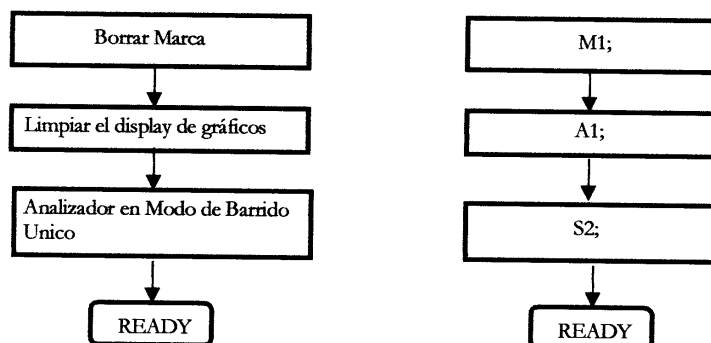 Borrar Marca
Limpiar el display de gráficos
Analizador en Modo de Barrido
Unico
READY
M1;
A1;
S2;
READY